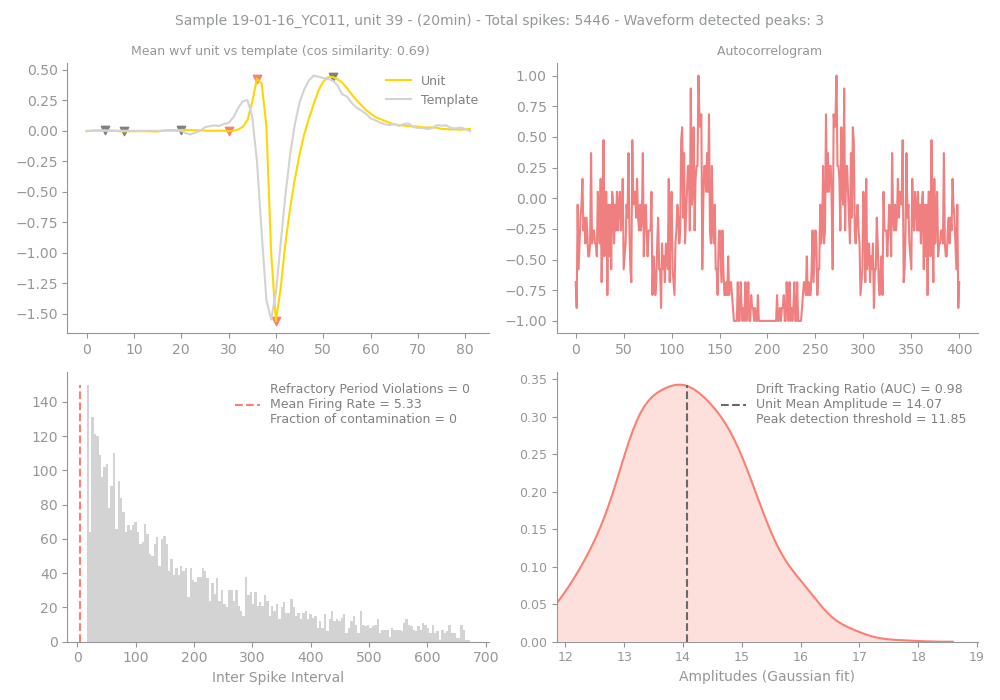 Sample 19-01-16_YC011, unit 39 - (20min) - Total spikes: 5446 - Waveform detected peaks: 3
Mean wvf unit vs template (cos similarity: 0.69)
0.50
0.25
0.00
−0.25
−0.50
−0.75
−1.00
−1.25
−1.50
0 10 20 30 40 50 60 70 80
Unit
Template
Autocorrelogram
1.00
0.75
0.50
0.25
0.00
−0.25
−0.50
−0.75
−1.00
0 50 100 150 200 250 300 350 400
140
120
100
80
60
40
20
0
0 100 200 300 400 500 600 700
Refractory Period Violations = 0
Mean Firing Rate = 5.33
Fraction of contamination = 0
Inter Spike Interval
0.35
0.30
0.25
0.20
0.15
0.10
0.05
0.00
12 13 14 15 16 17 18 19
Drift Tracking Ratio (AUC) = 0.98
Unit Mean Amplitude = 14.07
Peak detection threshold = 11.85
Amplitudes (Gaussian fit)